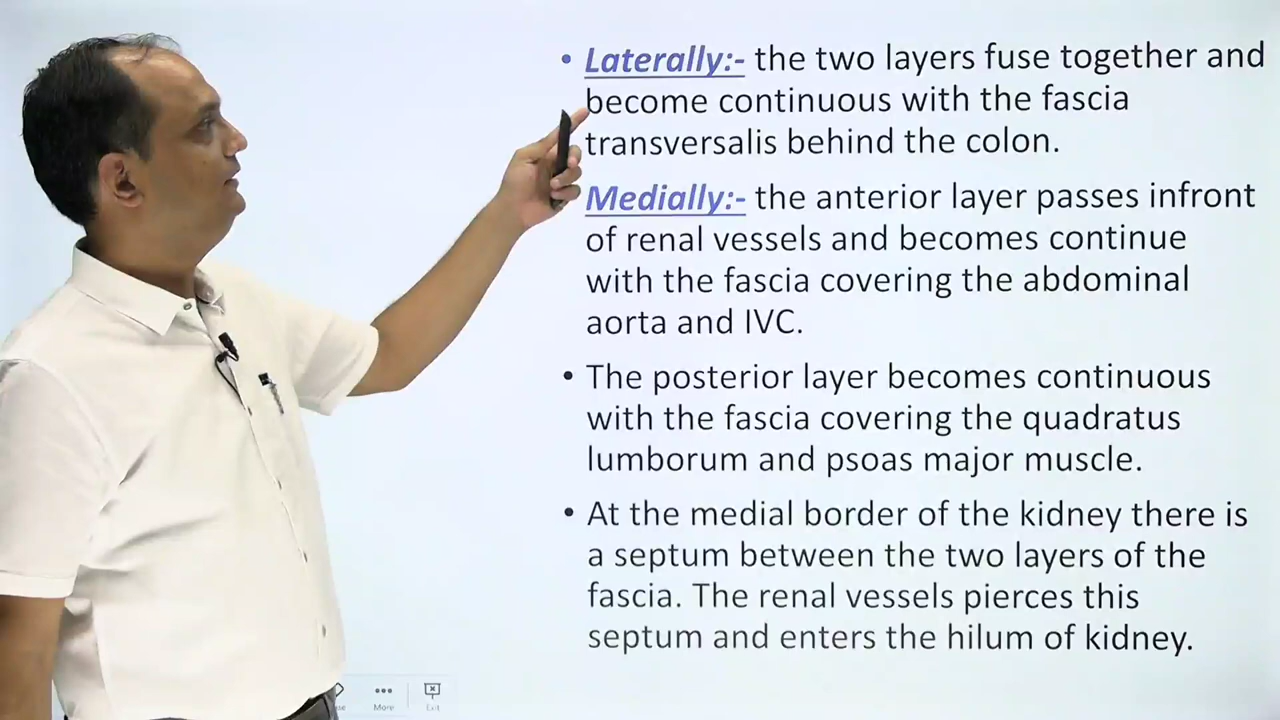 • Laterally:- the two layers fuse together and
become continuous with the fascia
transversalis behind the colon.
Medially:- the anterior layer passes infront
of renal vessels and becomes continue
with the fascia covering the abdominal
aorta and IVC.
• The posterior layer becomes continuous
with the fascia covering the quadratus
lumborum and psoas major muscle.
• At the medial border of the kidney there is
a septum between the two layers of the
fascia. The renal vessels pierces this
septum and enters the hilum of kidney.
More
Exit